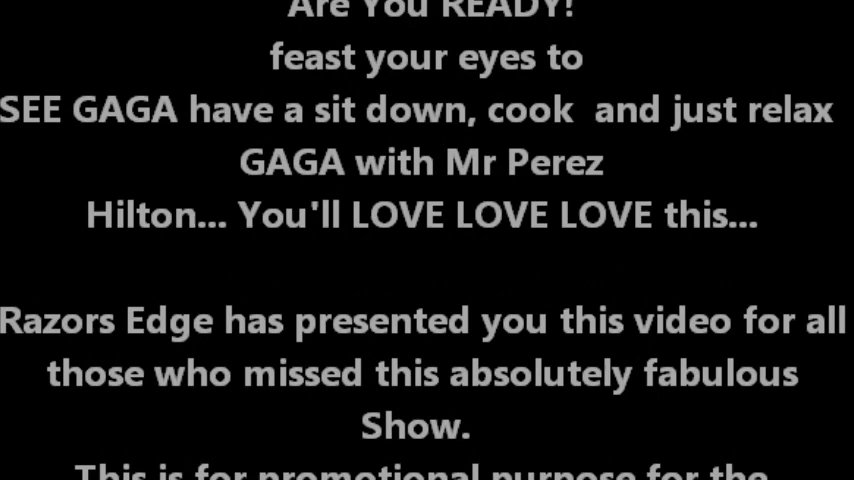 Are You READY!
feast your eyes to
SEE GAGA have a sit down, cook  and just relax
GAGA with Mr Perez
Hilton... You'll LOVE LOVE LOVE this...
Razors Edge has presented you this video for all
those who missed this absolutely fabulous
Show.
This is for promotional purpose for the